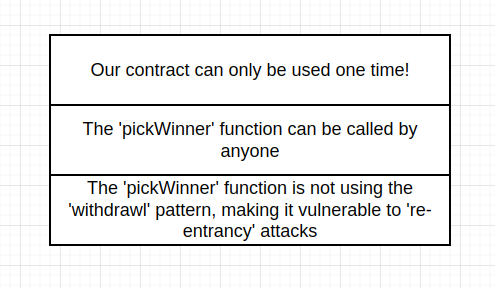 Our contract can only be used one time!
The 'pickWinner' function can be called by
anyone
The 'pickWinner' function is not using the
'withdrawl' pattern, making it vulnerable to 're-
entrancy' attacks